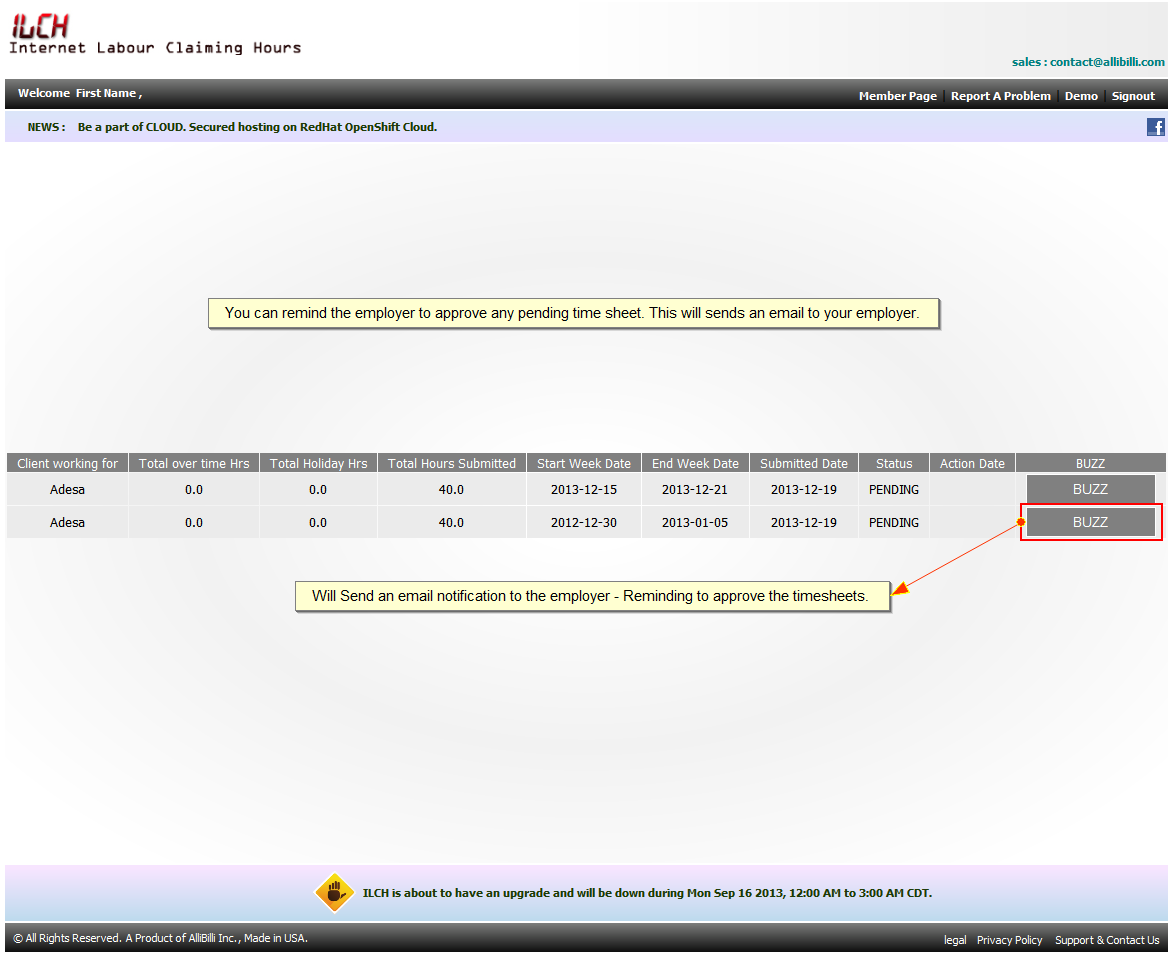 ILCH
Internet Labour Claiming Hours
sales : contact@allibilli.com
Welcome First Name ,
Member Page | Report A Problem | Demo | Signout
NEWS : Be a part of CLOUD. Secured hosting on RedHat OpenShift Cloud.
f
You can remind the employer to approve any pending time sheet. This will sends an email to your employer.
Client working for Total over time Hrs Total Holiday Hrs Total Hours Submitted Start Week Date End Week Date Submitted Date Status Action Date BUZZ
Adesa 0.0 0.0 40.0 2013-12-15 2013-12-21 2013-12-19 PENDING BUZZ
Adesa 0.0 0.0 40.0 2012-12-30 2013-01-05 2013-12-19 PENDING BUZZ
Will Send an email notification to the employer - Reminding to approve the timesheets.
ILCH is about to have an upgrade and will be down during Mon Sep 16 2013, 12:00 AM to 3:00 AM CDT.
© All Rights Reserved. A Product of AlliBilli Inc., Made in USA.
legal Privacy Policy Support & Contact Us